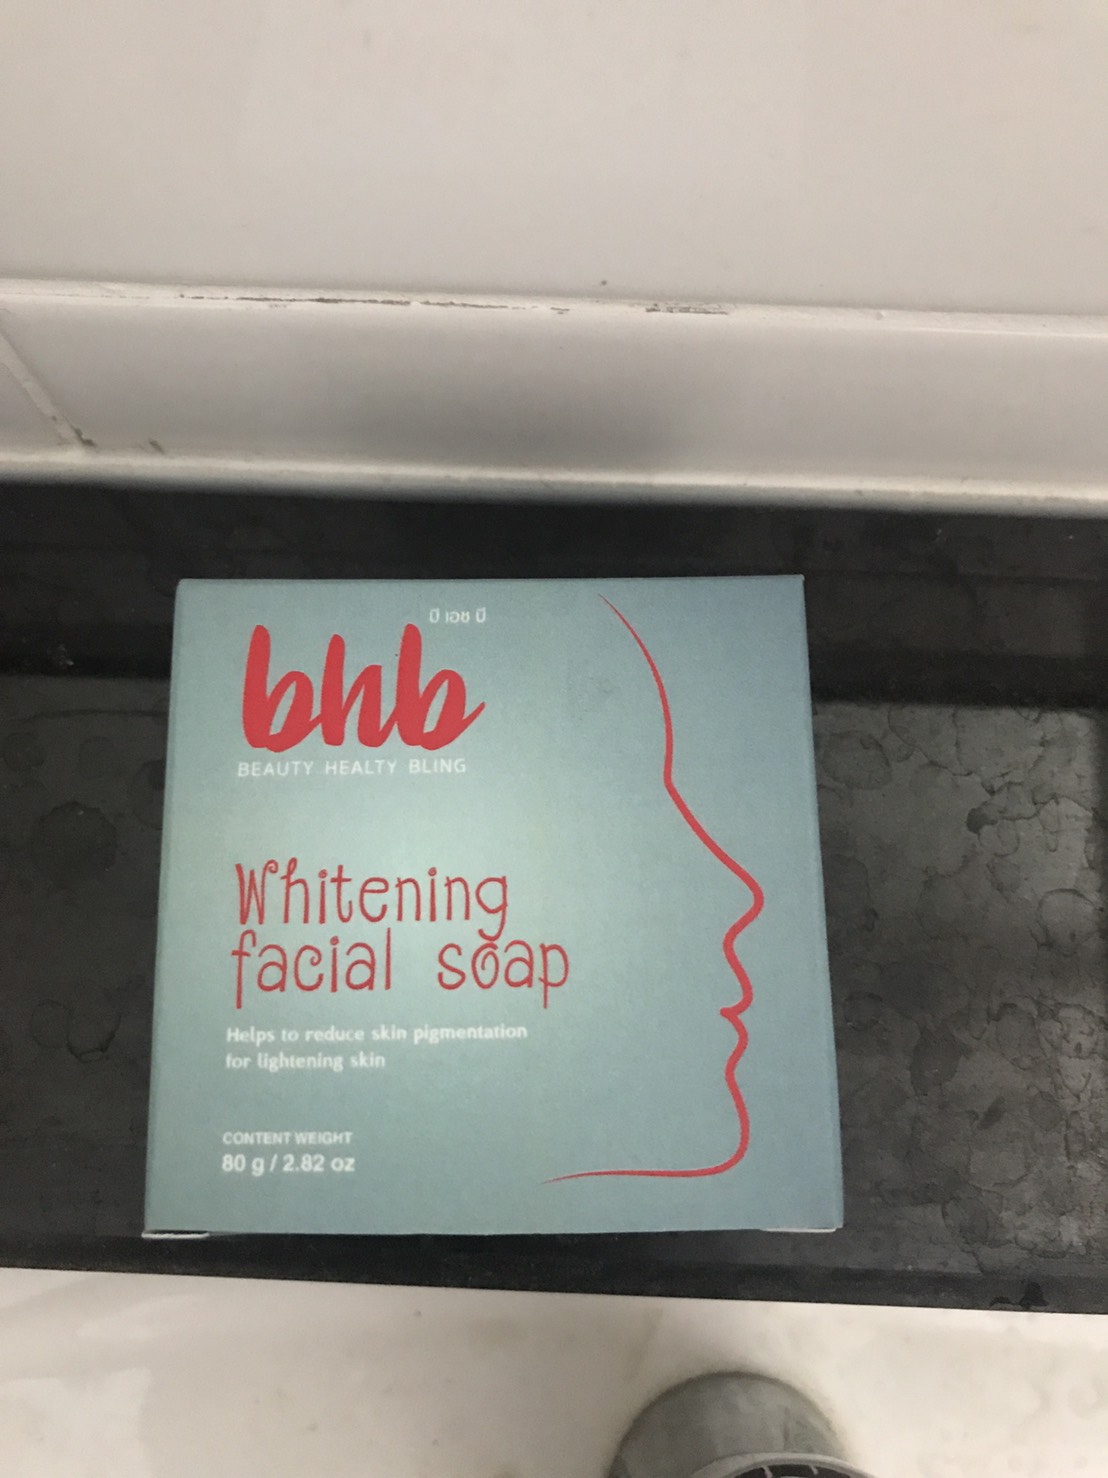 บี เอช บี
bhb
BEAUTY HEALTY BLING
Whitening
facial soap
Helps to reduce skin pigmentation
for lightening skin
CONTENT WEIGHT
80 g / 2.82 oz